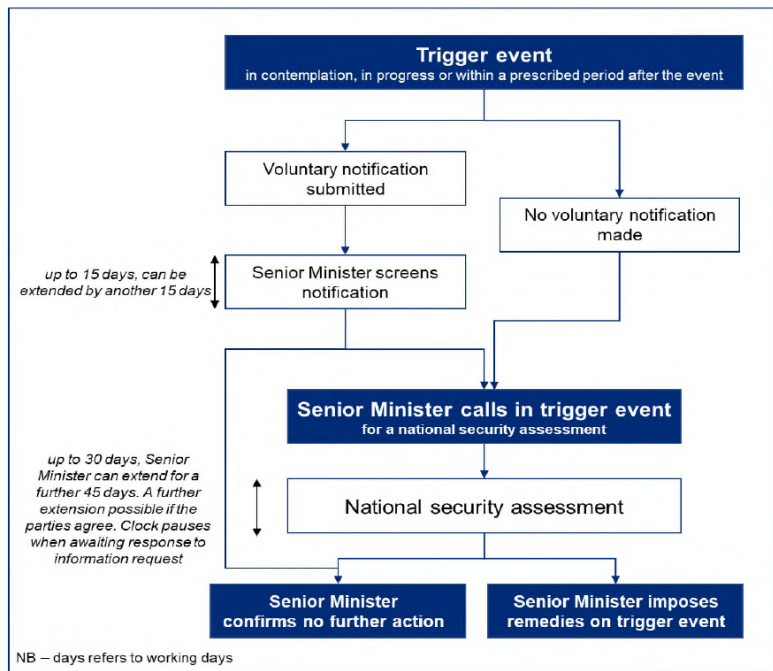 Trigger event
in contemplation, in progress or within a prescribed period after the event
Voluntary notification
submitted
No voluntary notification
made
up to 15 days, can be
extended by another 15 days
Senior Minister screens
notification
Senior Minister calls in trigger event
for a national security assessment
up to 30 days, Senior
Minister can extend for a
further 45 days. A further
extension possible if the
parties agree. Clock pauses
when awaiting response to
information request
National security assessment
Senior Minister
confirms no further action
Senior Minister imposes
remedies on trigger event
NB – days refers to working days